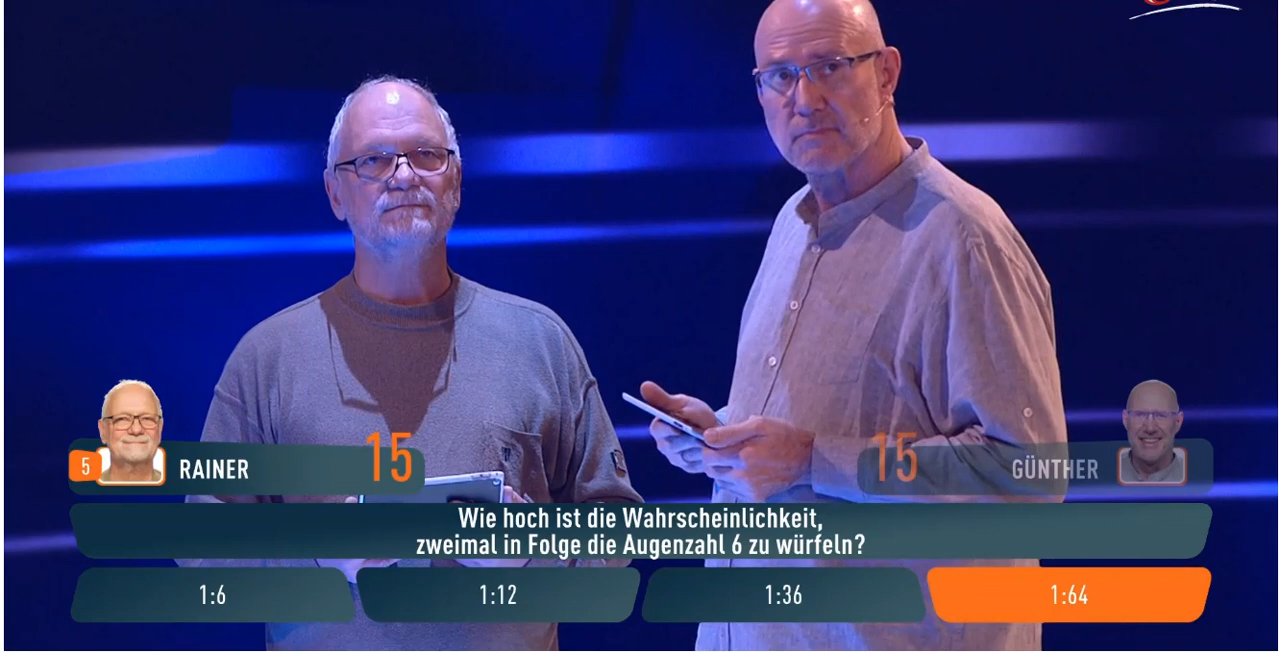 5
RAINER
15
15
GÜNTHER
Wie hoch ist die Wahrscheinlichkeit,
zweimal in Folge die Augenzahl 6 zu würfeln?
1:6
1:12
1:36
1:64